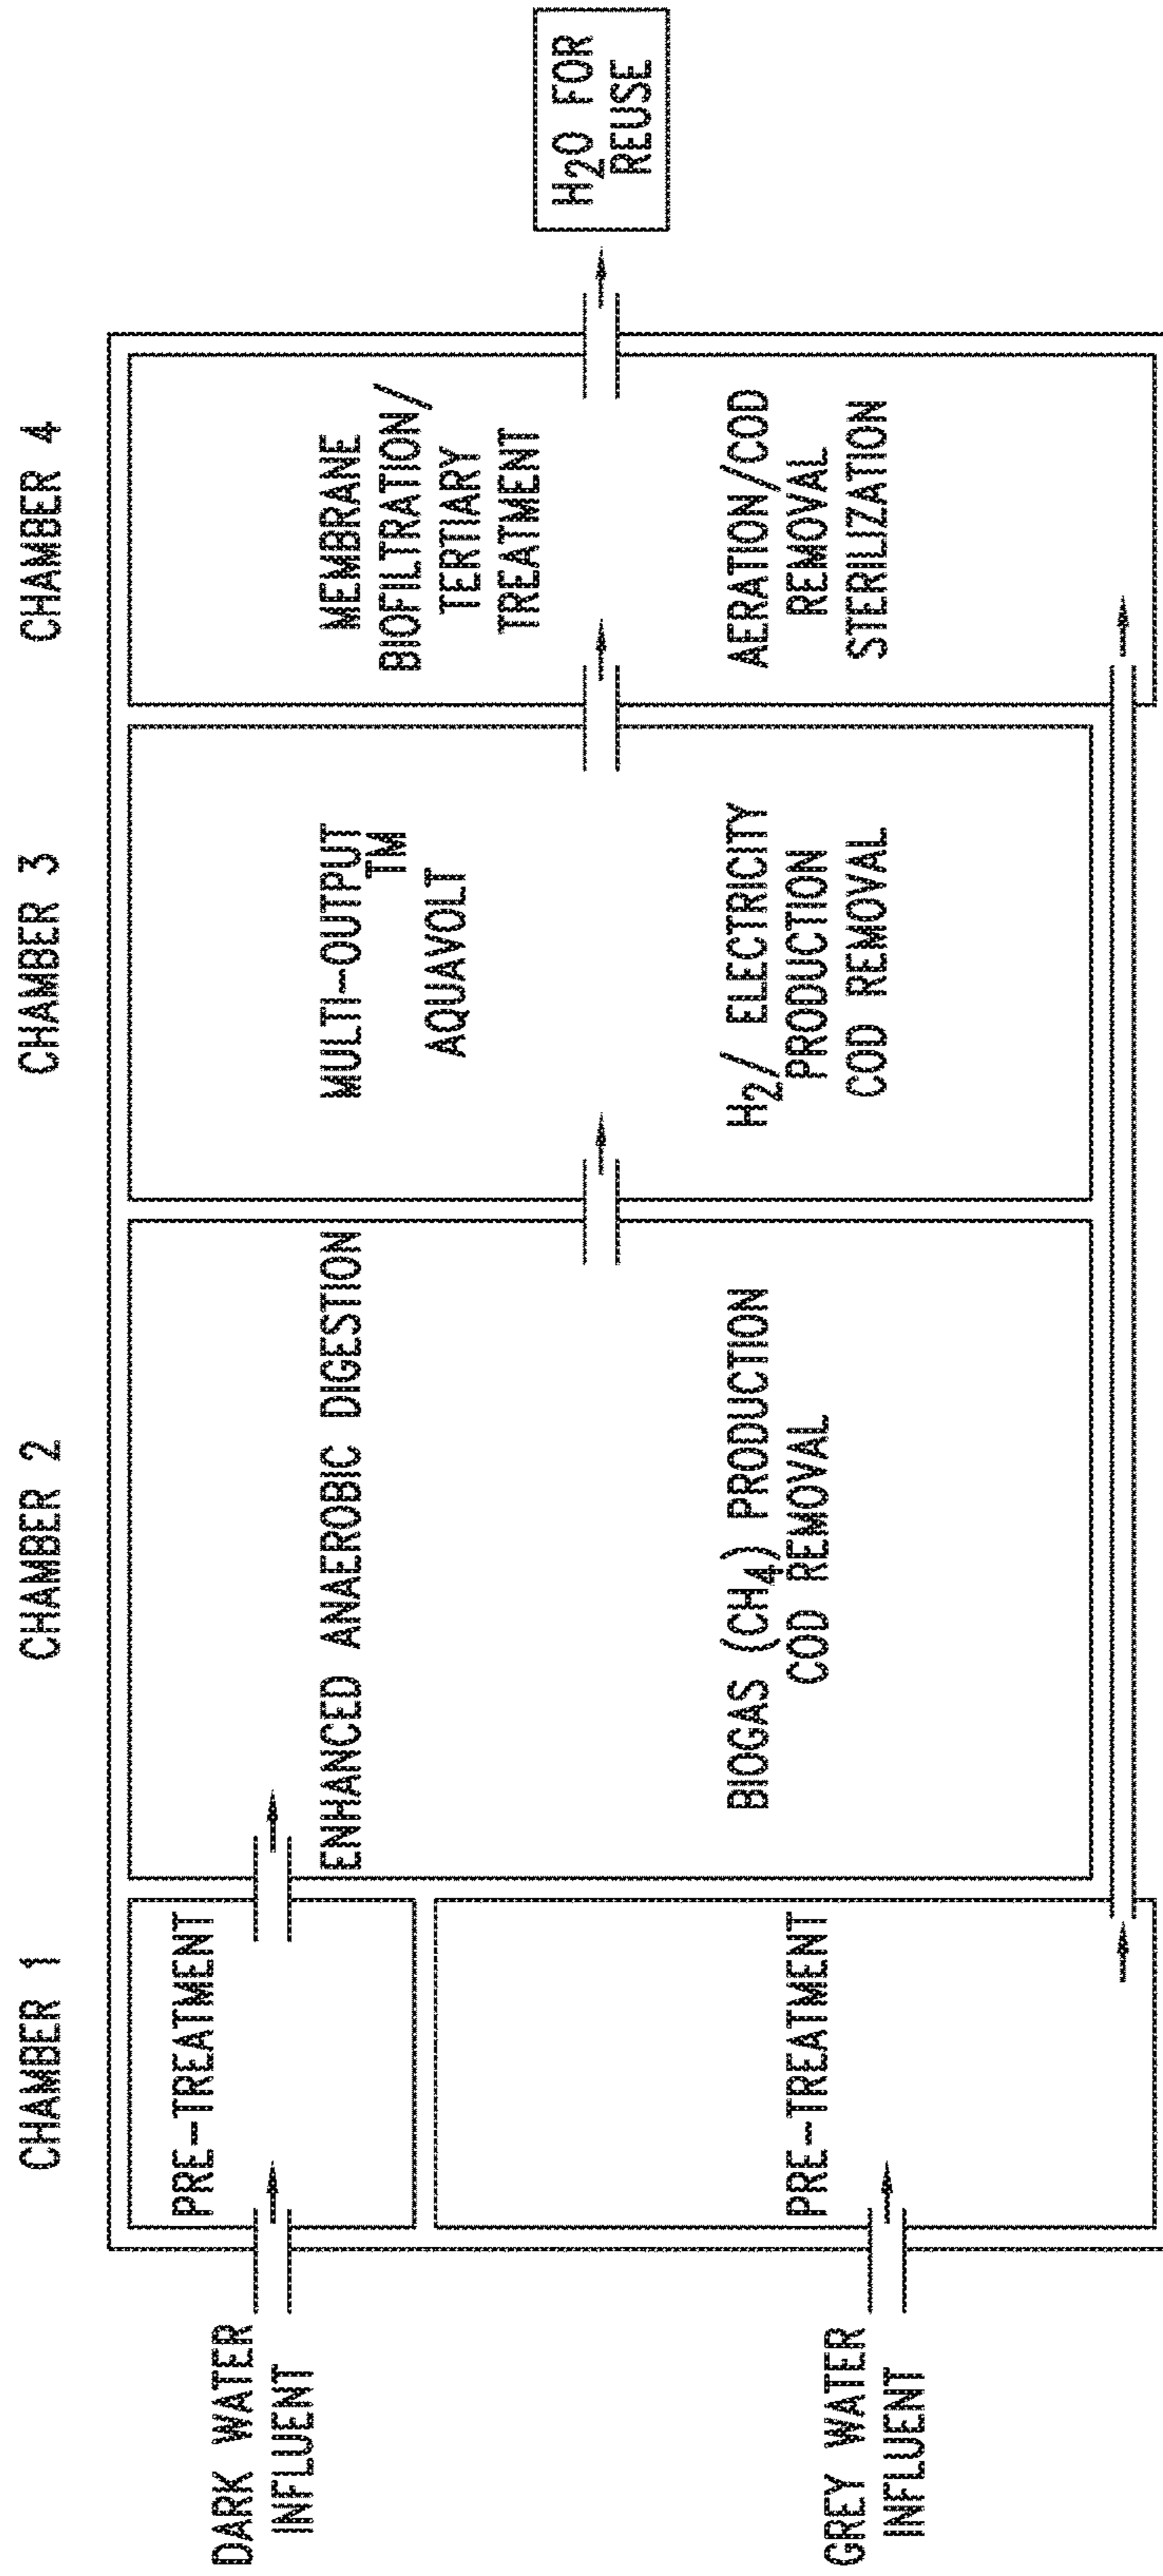 CHAMBER 1
CHAMBER 2
CHAMBER 3
CHAMBER 4
DARK WATER
INFLUENT
GREY WATER
INFLUENT
PRE-TREATMENT
PRE-TREATMENT
ENHANCED ANAEROBIC DIGESTION
BIOGAS (CH₄) PRODUCTION
COD REMOVAL
MULTI-OUTPUT
TM
AQUAVOLT
H₂/ ELECTRICITY
PRODUCTION
COD REMOVAL
MEMBRANE
BIOFILTRATION/
TERTIARY
TREATMENT
AERATION/COD
REMOVAL
STERILIZATION
H₂O FOR
REUSE